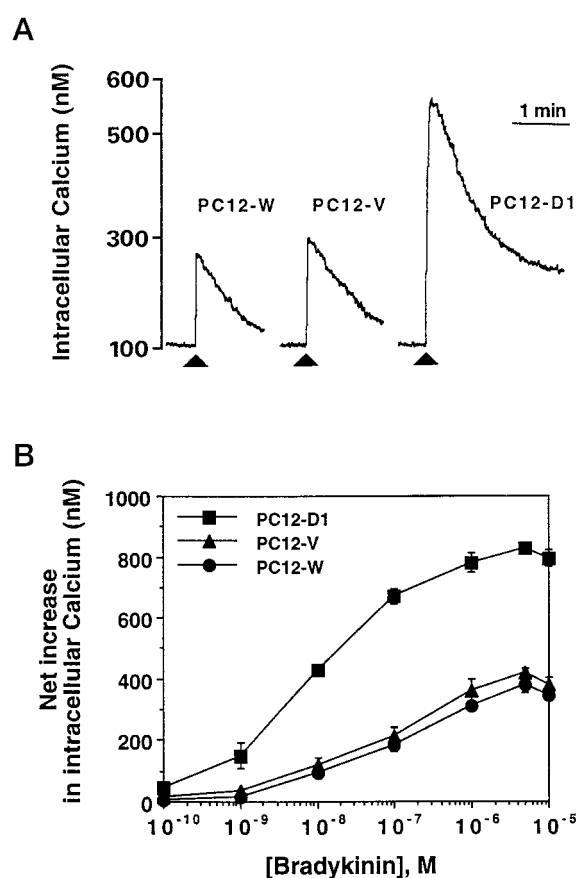 A
Intracellular Calcium (nM)
600
500
300
100
1 min
PC12-W
PC12-V
PC12-D1
B
Net increase
in intracellular Calcium (nM)
1000
800
600
400
200
0
PC12-D1
PC12-V
PC12-W
10-10
10-9
10-8
10-7
10-6
10-5
[Bradykinin], M